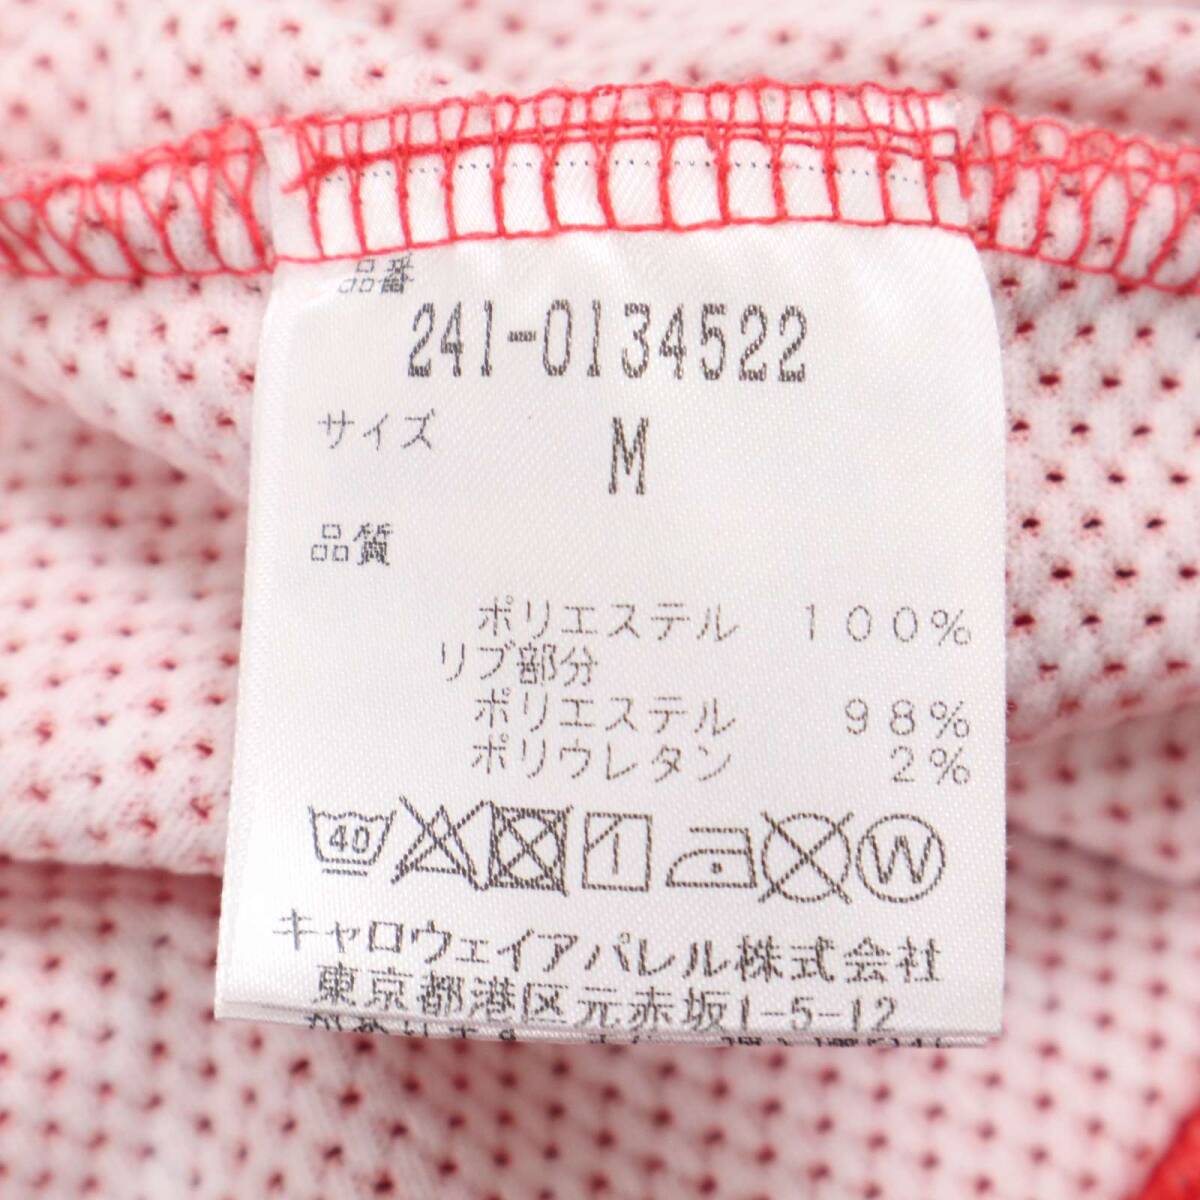 品番
241-0134522
サイズ M
品質
ポリエステル 100%
リブ部分
ポリエステル 98%
ポリウレタン 2%
40 W
キャロウェイアパレル株式会社
東京都港区元赤坂1-5-12